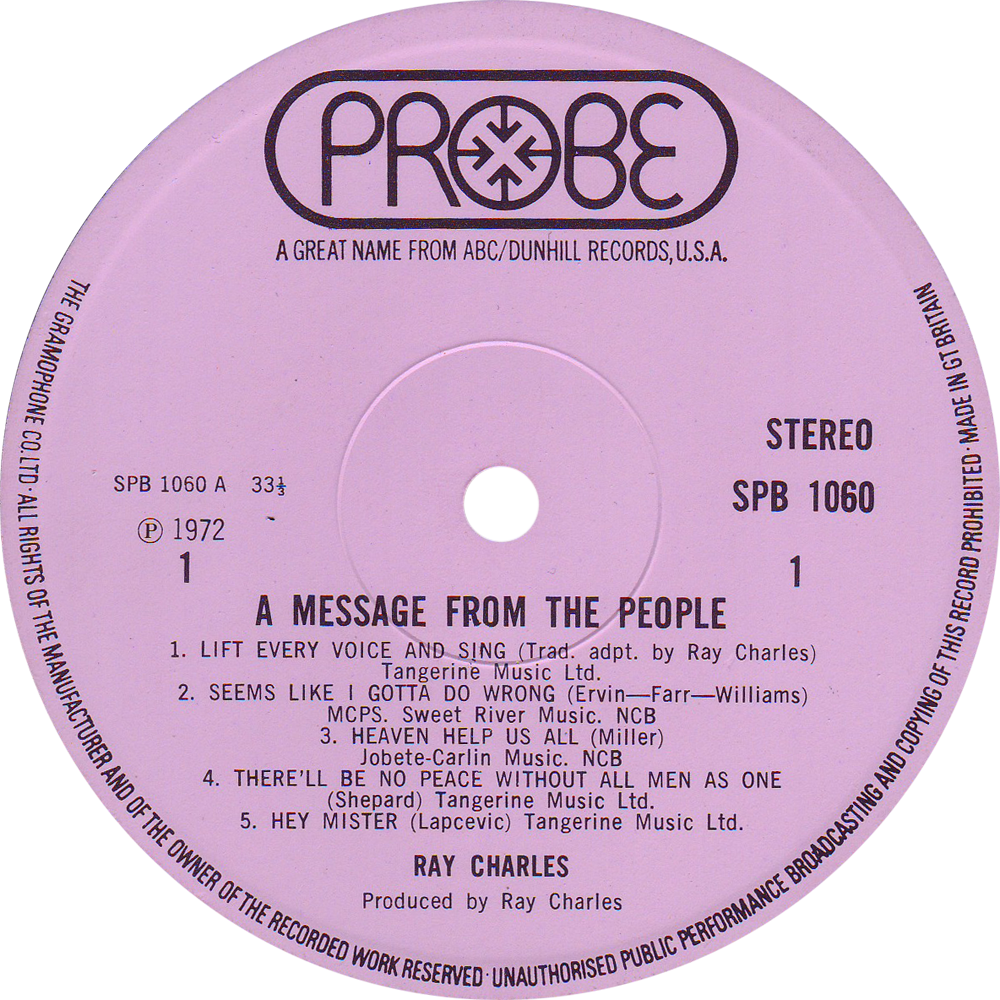 PROBE
A GREAT NAME FROM ABC/DUNHILL RECORDS, U.S.A.
STEREO
SPB 1060 A 33⅓
SPB 1060
Ⓟ 1972
1
1
A MESSAGE FROM THE PEOPLE
1. LIFT EVERY VOICE AND SING (Trad. adpt. by Ray Charles)
Tangerine Music Ltd.
2. SEEMS LIKE I GOTTA DO WRONG (Ervin—Farr—Williams)
MCPS. Sweet River Music. NCB
3. HEAVEN HELP US ALL (Miller)
Jobete-Carlin Music. NCB
4. THERE'LL BE NO PEACE WITHOUT ALL MEN AS ONE
(Shepard) Tangerine Music Ltd.
5. HEY MISTER (Lapcevic) Tangerine Music Ltd.
RAY CHARLES
Produced by Ray Charles
THE GRAMOPHONE CO. LTD · ALL RIGHTS OF THE MANUFACTURER AND OF THE OWNER OF THE RECORDED WORK RESERVED · UNAUTHORISED PUBLIC PERFORMANCE BROADCASTING AND COPYING OF THIS RECORD PROHIBITED · MADE IN GT BRITAIN